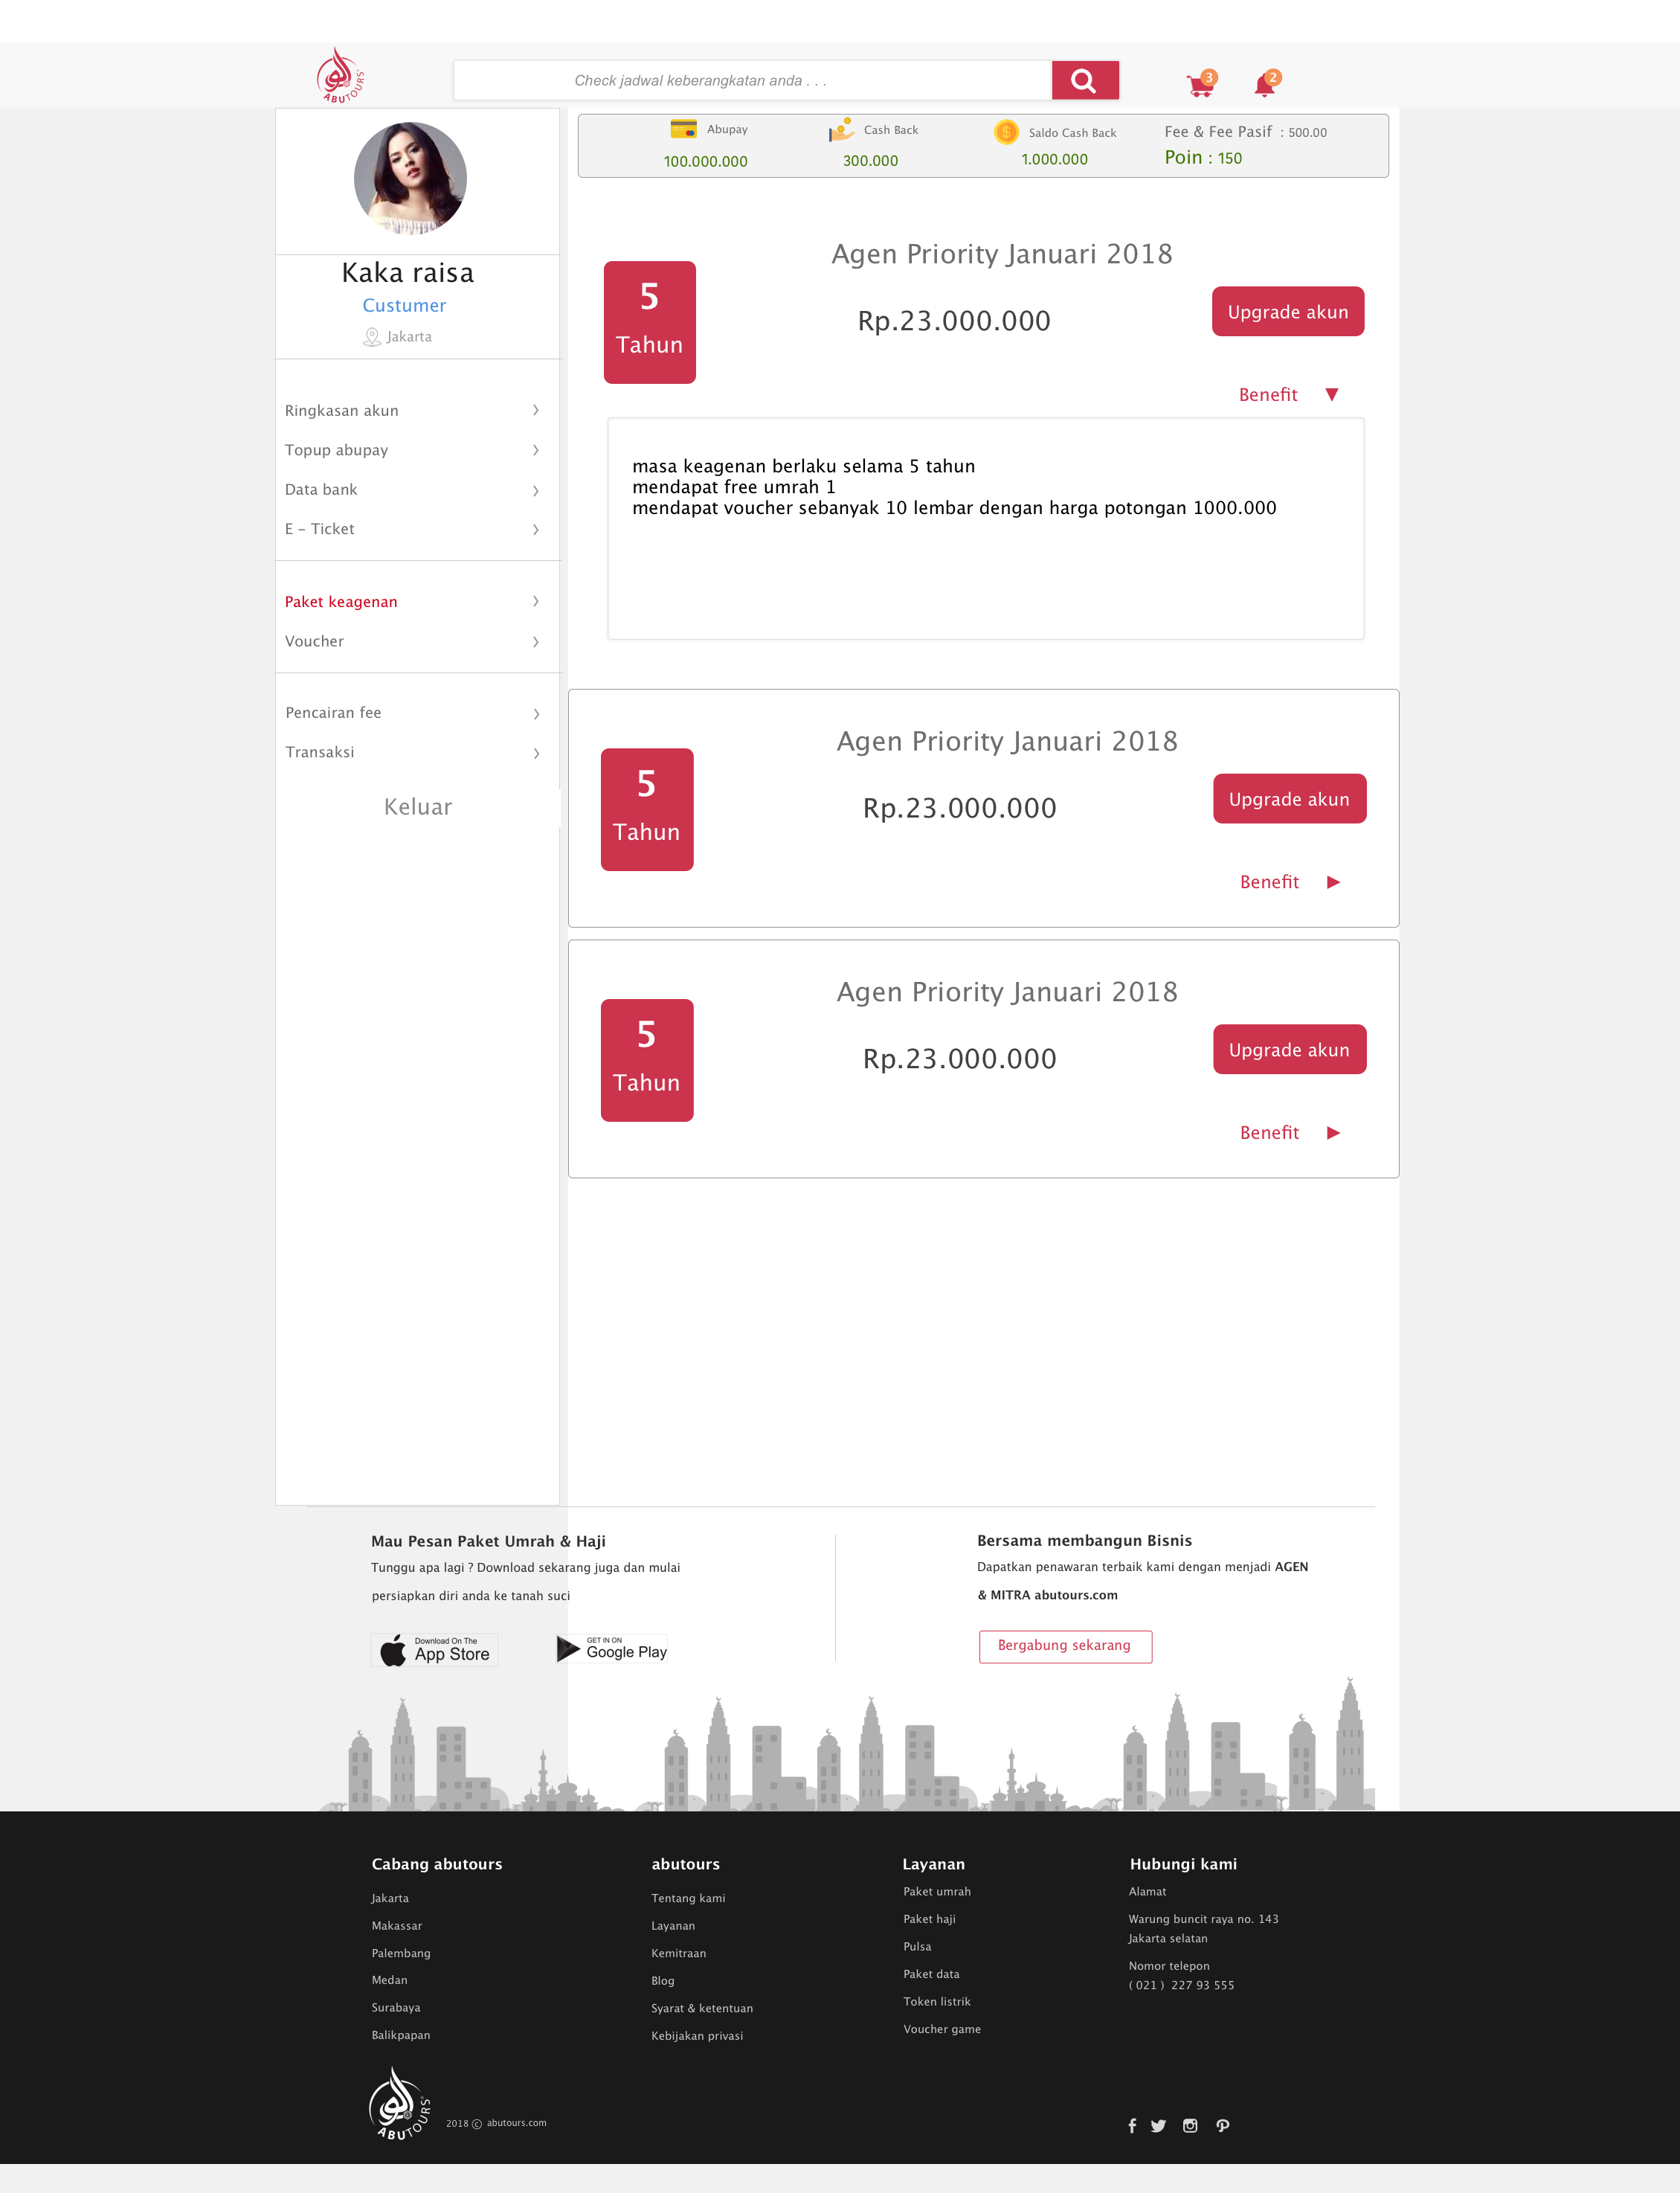 ABUTOURS
Check jadwal keberangkatan anda . . .
3
2
Abupay
100.000.000
Cash Back
300.000
Saldo Cash Back
1.000.000
Fee & Fee Pasif : 500.00
Poin : 150
Kaka raisa
Custumer
Jakarta
Ringkasan akun
Topup abupay
Data bank
E - Ticket
Paket keagenan
Voucher
Pencairan fee
Transaksi
Keluar
5
Tahun
Agen Priority Januari 2018
Rp.23.000.000
Upgrade akun
Benefit
masa keagenan berlaku selama 5 tahun
mendapat free umrah 1
mendapat voucher sebanyak 10 lembar dengan harga potongan 1000.000
5
Tahun
Agen Priority Januari 2018
Rp.23.000.000
Upgrade akun
Benefit
5
Tahun
Agen Priority Januari 2018
Rp.23.000.000
Upgrade akun
Benefit
Mau Pesan Paket Umrah & Haji
Tunggu apa lagi ? Download sekarang juga dan mulai
persiapkan diri anda ke tanah suci
Download On The
App Store
GET IN ON
Google Play
Bersama membangun Bisnis
Dapatkan penawaran terbaik kami dengan menjadi AGEN
& MITRA abutours.com
Bergabung sekarang
Cabang abutours
Jakarta
Makassar
Palembang
Medan
Surabaya
Balikpapan
abutours
Tentang kami
Layanan
Kemitraan
Blog
Syarat & ketentuan
Kebijakan privasi
Layanan
Paket umrah
Paket haji
Pulsa
Paket data
Token listrik
Voucher game
Hubungi kami
Alamat
Warung buncit raya no. 143
Jakarta selatan
Nomor telepon
( 021 ) 227 93 555
ABUTOURS
2018 © abutours.com